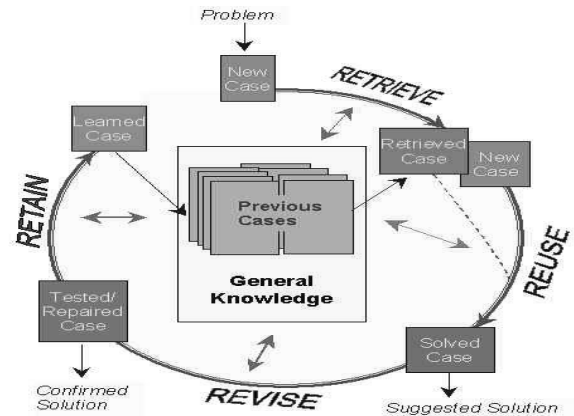 Problem
New
Case
RETRIEVE
Learned
Case
Retrieved
Case
New
Case
Previous
Cases
RETAIN
General
Knowledge
REUSE
Tested/
Repaired
Case
Solved
Case
Confirmed
Solution
REVISE
Suggested Solution